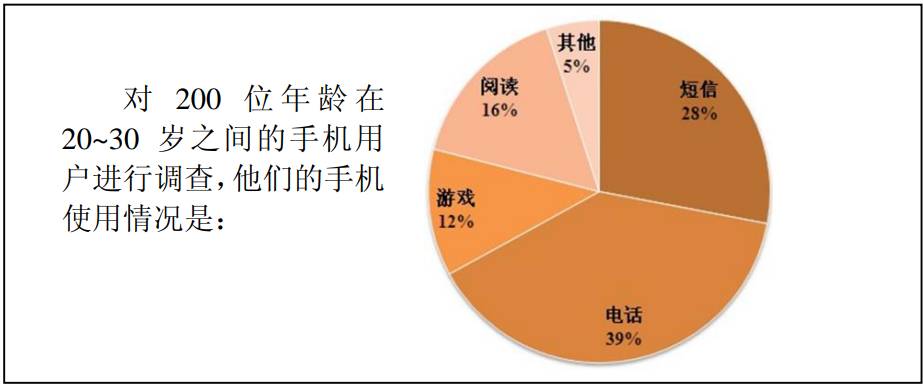 对 200 位年龄在
20~30 岁之间的手机用
户进行调查，他们的手机
使用情况是：
其他
5%
短信
28%
阅读
16%
游戏
12%
电话
39%